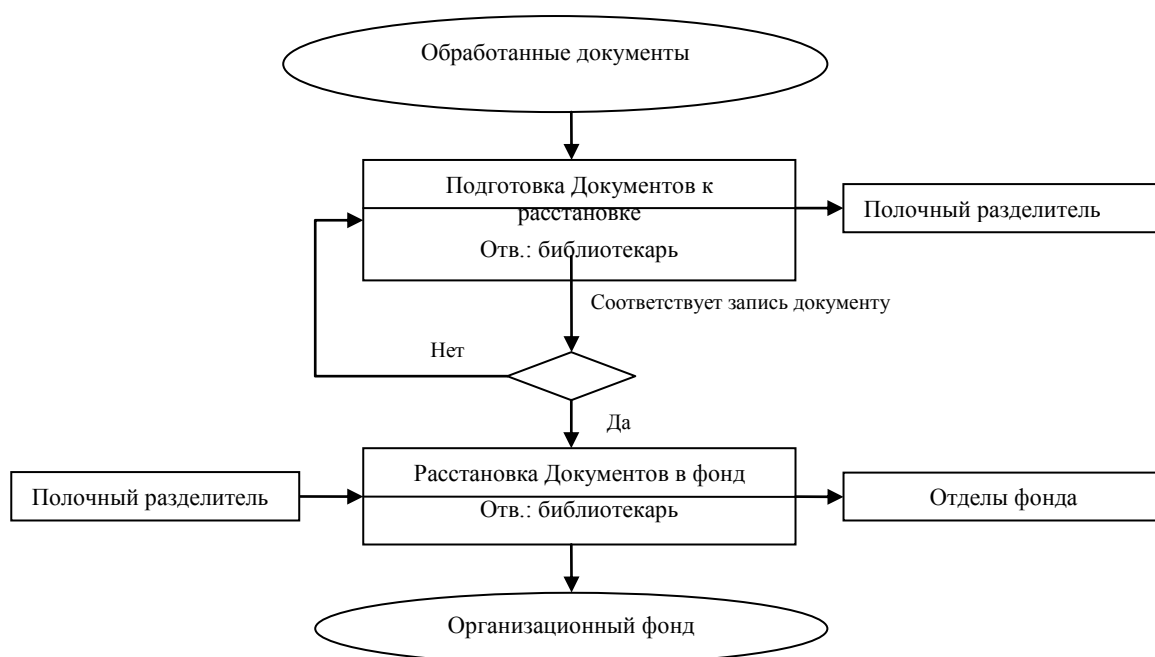 Обработанные документы
Подготовка Документов к
расстановке
Полочный разделитель
Отв.: библиотекарь
Соответствует запись документу
Нет
Да
Расстановка Документов в фонд
Полочный разделитель
Отделы фонда
Отв.: библиотекарь
Организационный фонд